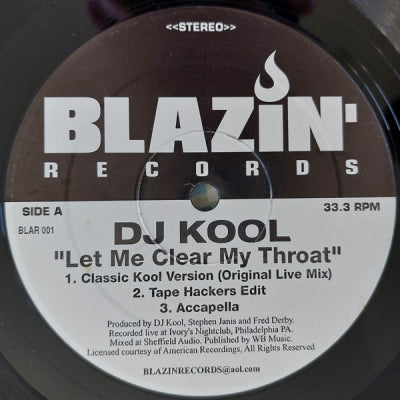 <<STEREO>>
BLAZIN'
RECORDS
SIDE A
33.3 RPM
BLAR 001
DJ KOOL
"Let Me Clear My Throat"
1. Classic Kool Version (Original Live Mix)
2. Tape Hackers Edit
3. Accapella
Produced by DJ Kool, Stephen Janis and Fred Derby.
Recorded live at Ivory's Nightclub, Philadelphia PA.
Mixed at Sheffield Audio. Published by WB Music.
Licensed courtesy of American Recordings, All Rights Reserved
BLAZINRECORDS@aol.com